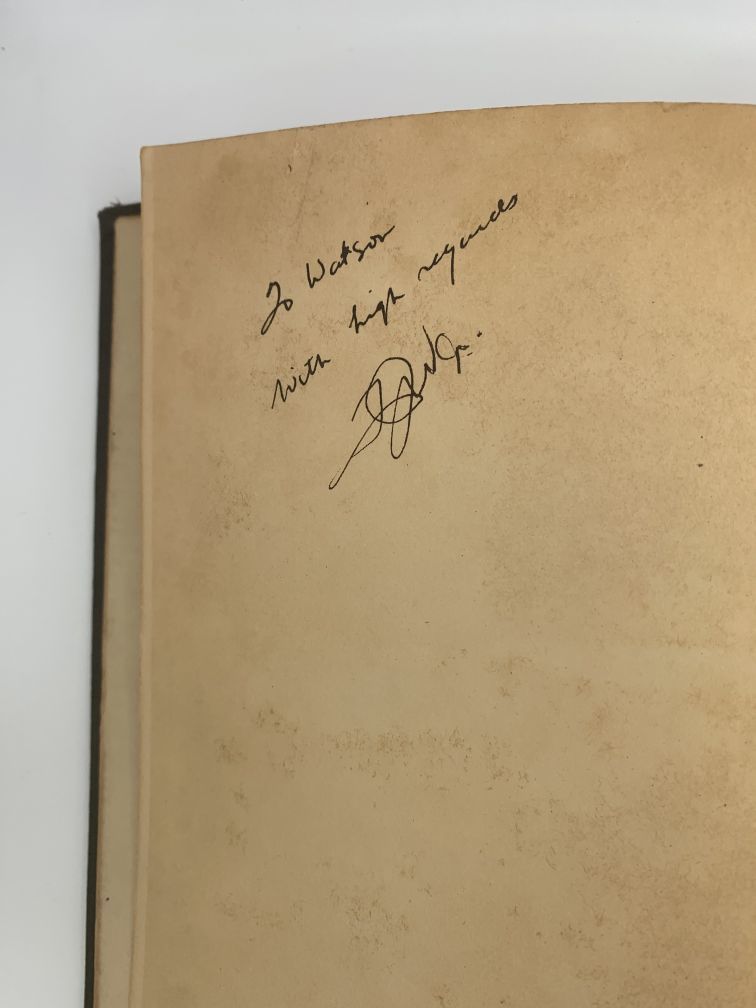 To Watson
with high regards